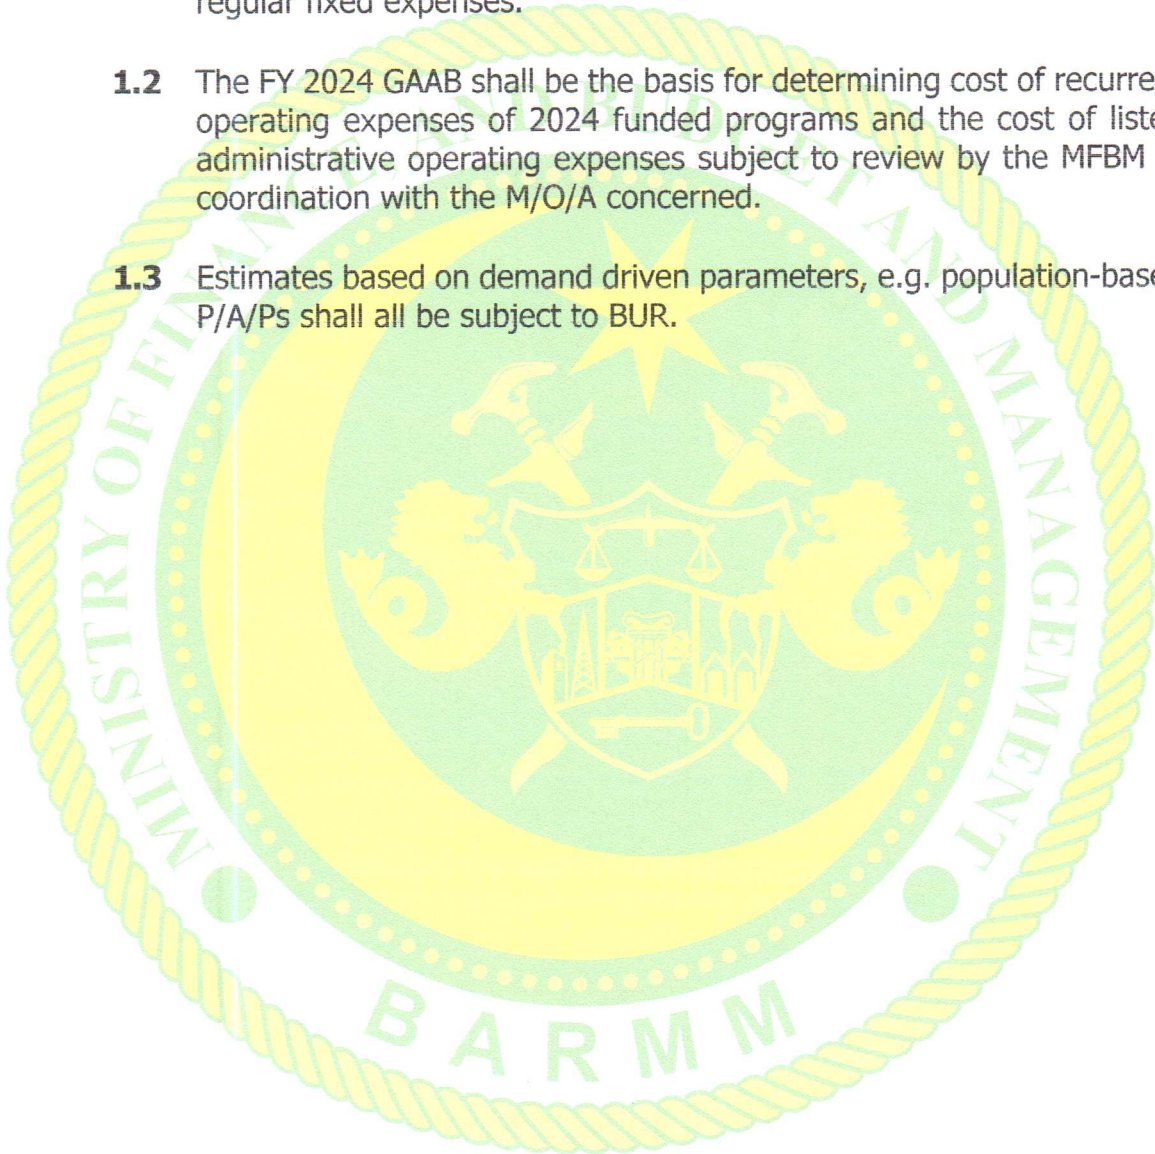 regular fixed expenses.
1.2 The FY 2024 GAAB shall be the basis for determining cost of recurre
operating expenses of 2024 funded programs and the cost of liste
administrative operating expenses subject to review by the MFBM
coordination with the M/O/A concerned.
1.3 Estimates based on demand driven parameters, e.g. population-base
P/A/Ps shall all be subject to BUR.
MINISTRY OF FINANCE AND BUDGET AND MANAGEMENT
BARMM